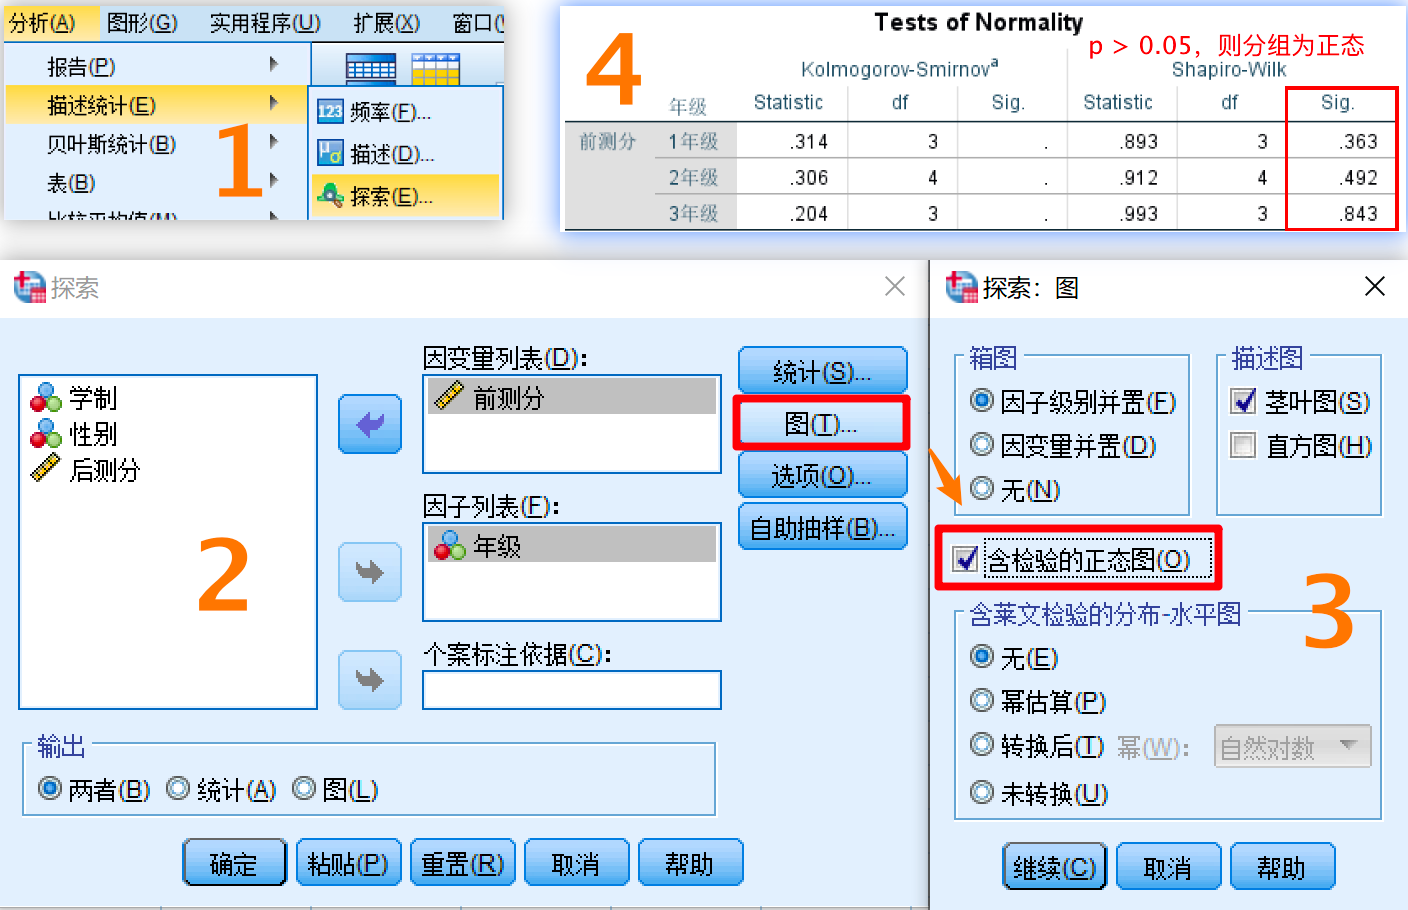 分析(A) 图形(G) 实用程序(U) 扩展(X) 窗口(
报告(P)
描述统计(E)
贝叶斯统计(B)
表(B)
比较平均值(M)
1
频率(F)...
描述(D)...
探索(E)...
4
Tests of Normality
p > 0.05，则分组为正态
Kolmogorov-Smirnovᵃ Shapiro-Wilk
年级 Statistic df Sig. Statistic df Sig.
前测分 1年级 .314 3 . .893 3 .363
2年级 .306 4 . .912 4 .492
3年级 .204 3 . .993 3 .843
探索
学制
性别
后测分
2
因变量列表(D)：
前测分
因子列表(F)：
年级
个案标注依据(C)：
统计(S)...
图(T)...
选项(O)...
自助抽样(B)...
输出
两者(B) 统计(A) 图(L)
确定 粘贴(P) 重置(R) 取消 帮助
探索：图
箱图
因子级别并置(F)
因变量并置(D)
无(N)
描述图
茎叶图(S)
直方图(H)
含检验的正态图(O)
3
含莱文检验的分布-水平图
无(E)
幂估算(P)
转换后(T) 幂(W)： 自然对数
未转换(U)
继续(C) 取消 帮助